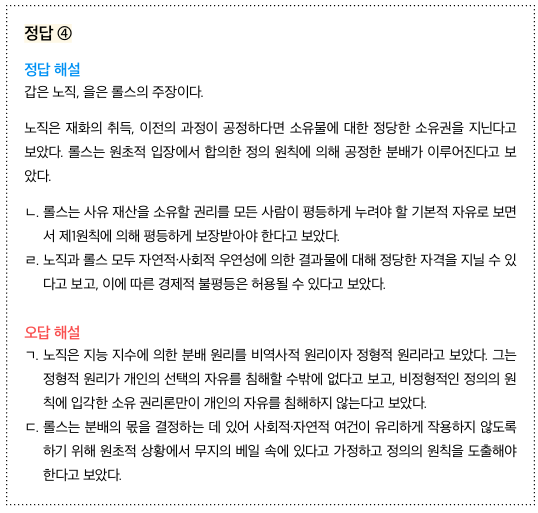 정답 ④
정답 해설
갑은 노직, 을은 롤스의 주장이다.
노직은 재화의 취득, 이전의 과정이 공정하다면 소유물에 대한 정당한 소유권을 지닌다고
보았다. 롤스는 원초적 입장에서 합의한 정의 원칙에 의해 공정한 분배가 이루어진다고 보
았다.
ㄴ. 롤스는 사유 재산을 소유할 권리를 모든 사람이 평등하게 누려야 할 기본적 자유로 보면
서 제1원칙에 의해 평등하게 보장받아야 한다고 보았다.
ㄹ. 노직과 롤스 모두 자연적·사회적 우연성에 의한 결과물에 대해 정당한 자격을 지닐 수 있
다고 보고, 이에 따른 경제적 불평등은 허용될 수 있다고 보았다.
오답 해설
ㄱ. 노직은 지능 지수에 의한 분배 원리를 비역사적 원리이자 정형적 원리라고 보았다. 그는
정형적 원리가 개인의 선택의 자유를 침해할 수밖에 없다고 보고, 비정형적인 정의의 원
칙에 입각한 소유 권리론만이 개인의 자유를 침해하지 않는다고 보았다.
ㄷ. 롤스는 분배의 몫을 결정하는 데 있어 사회적·자연적 여건이 유리하게 작용하지 않도록
하기 위해 원초적 상황에서 무지의 베일 속에 있다고 가정하고 정의의 원칙을 도출해야
한다고 보았다.